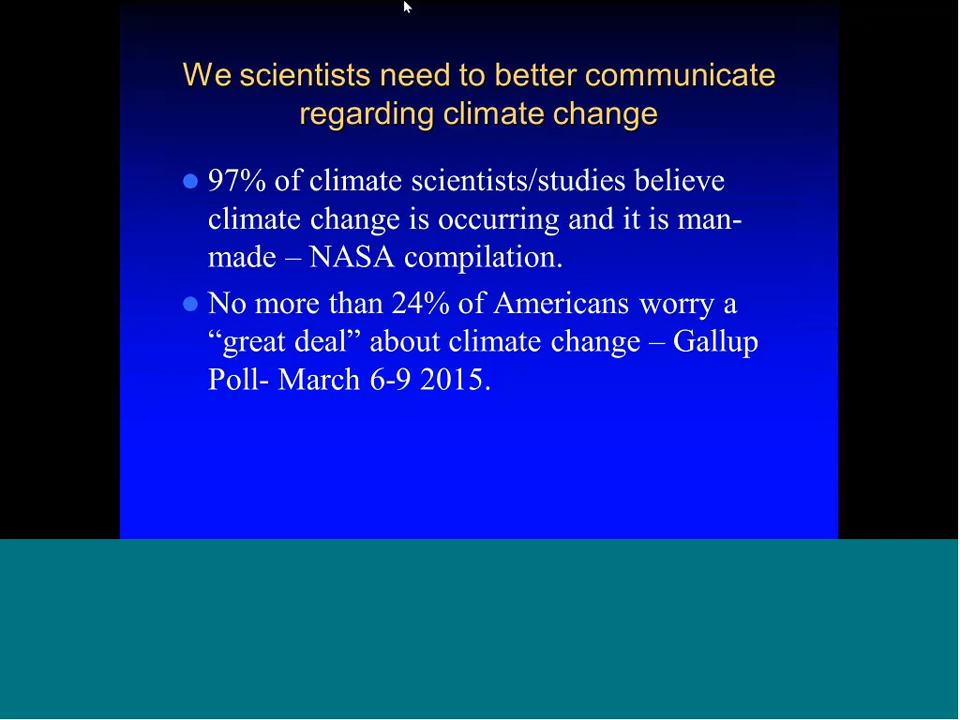 We scientists need to better communicate
regarding climate change
97% of climate scientists/studies believe
climate change is occurring and it is man-
made – NASA compilation.
No more than 24% of Americans worry a
“great deal” about climate change – Gallup
Poll- March 6-9 2015.